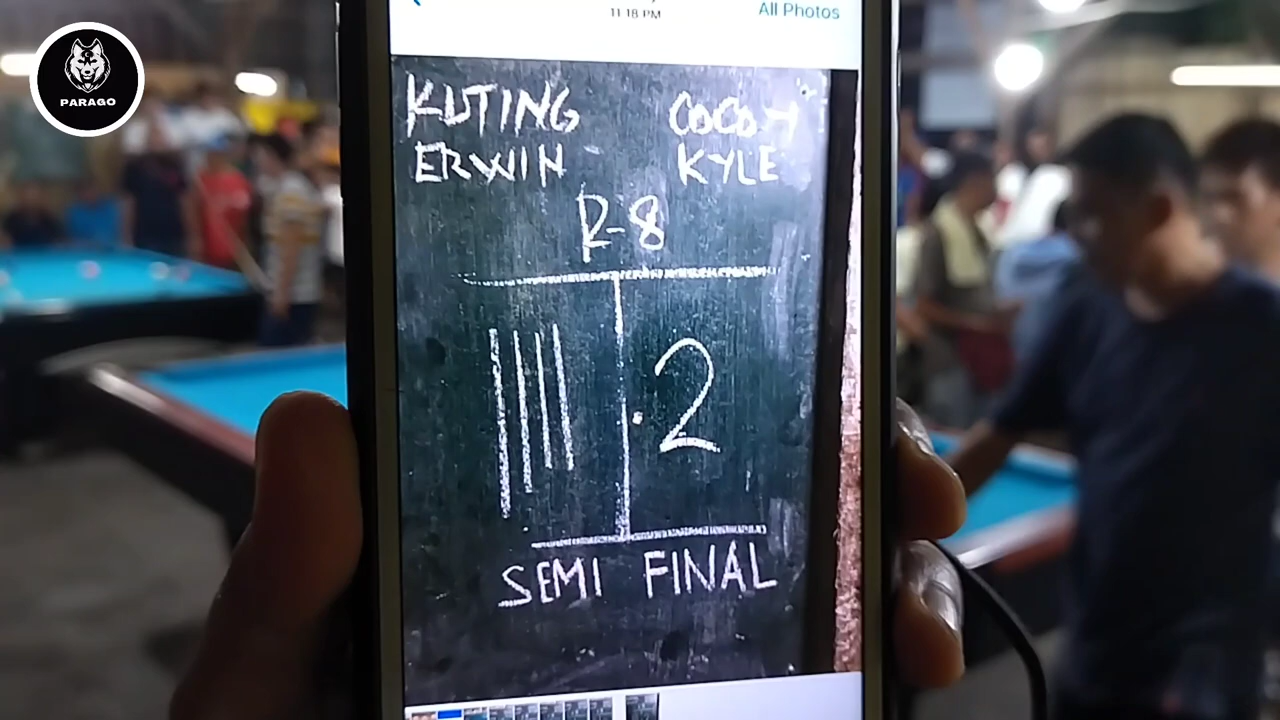 11:18 PM
All Photos
PARAGO
KUTING COCOY
ERWIN KYLE
R-8
|||| 2
SEMI FINAL